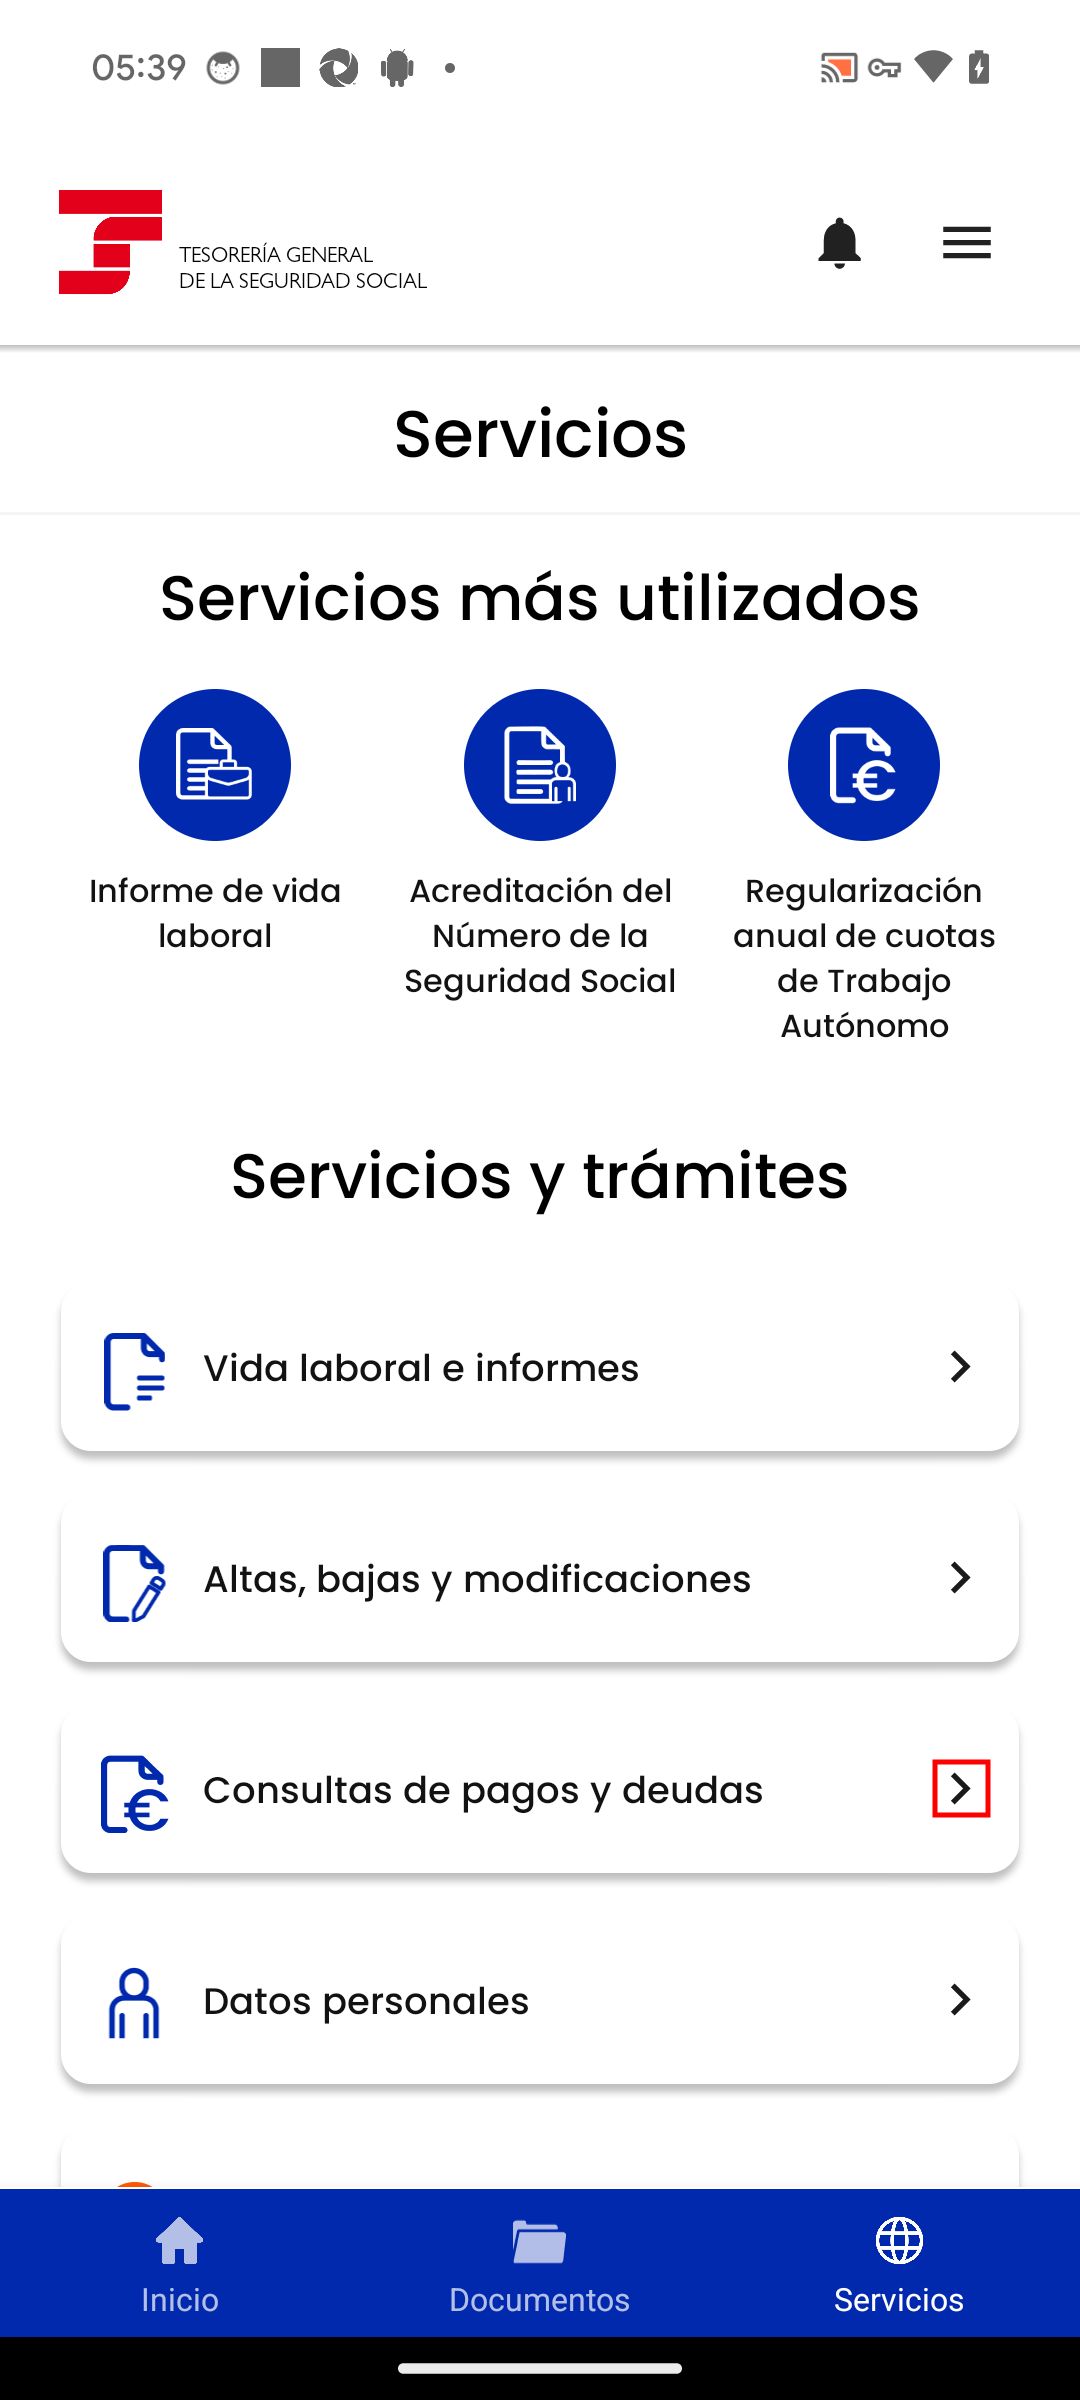 05:39
TESORERÍA GENERAL
DE LA SEGURIDAD SOCIAL
Servicios
Servicios más utilizados
Informe de vida
laboral
Acreditación del
Número de la
Seguridad Social
Regularización
anual de cuotas
de Trabajo
Autónomo
Servicios y trámites
Vida laboral e informes
Altas, bajas y modificaciones
Consultas de pagos y deudas
Datos personales
Inicio
Documentos
Servicios